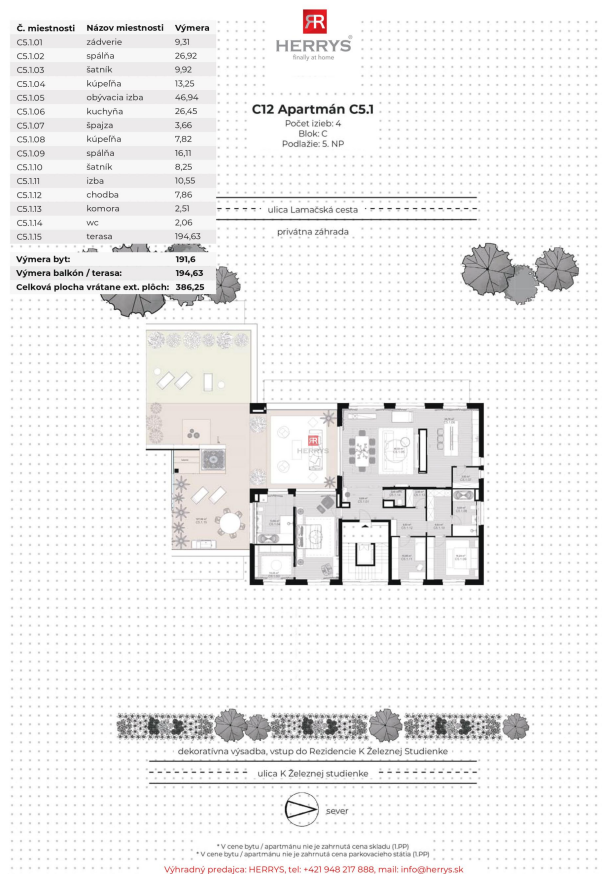 Č. miestnosti Názov miestnosti Výmera
C5.1.01 zádverie 9,31
C5.1.02 spálňa 26,92
C5.1.03 šatník 9,92
C5.1.04 kúpeľňa 13,25
C5.1.05 obývacia izba 46,94
C5.1.06 kuchyňa 26,45
C5.1.07 špajza 3,66
C5.1.08 kúpeľňa 7,82
C5.1.09 spálňa 16,11
C5.1.10 šatník 8,25
C5.1.11 izba 10,55
C5.1.12 chodba 7,86
C5.1.13 komora 2,51
C5.1.14 wc 2,06
C5.1.15 terasa 194,63
Výmera byt: 191,6
Výmera balkón / terasa: 194,63
Celková plocha vrátane ext. plôch: 386,25
HERRYS®
finally at home
C12 Apartmán C5.1
Počet izieb: 4
Blok: C
Podlažie: 5. NP
ulica Lamačská cesta
privátna záhrada
HERRYS
dekoratívna výsadba, vstup do Rezidencie K Železnej Studienke
ulica K Železnej studienke
sever
* V cene bytu / apartmánu nie je zahrnutá cena skladu (1.PP)
* V cene bytu / apartmánu nie je zahrnutá cena parkovacieho státia (1.PP)
Výhradný predajca: HERRYS, tel: +421 948 217 888, mail: info@herrys.sk